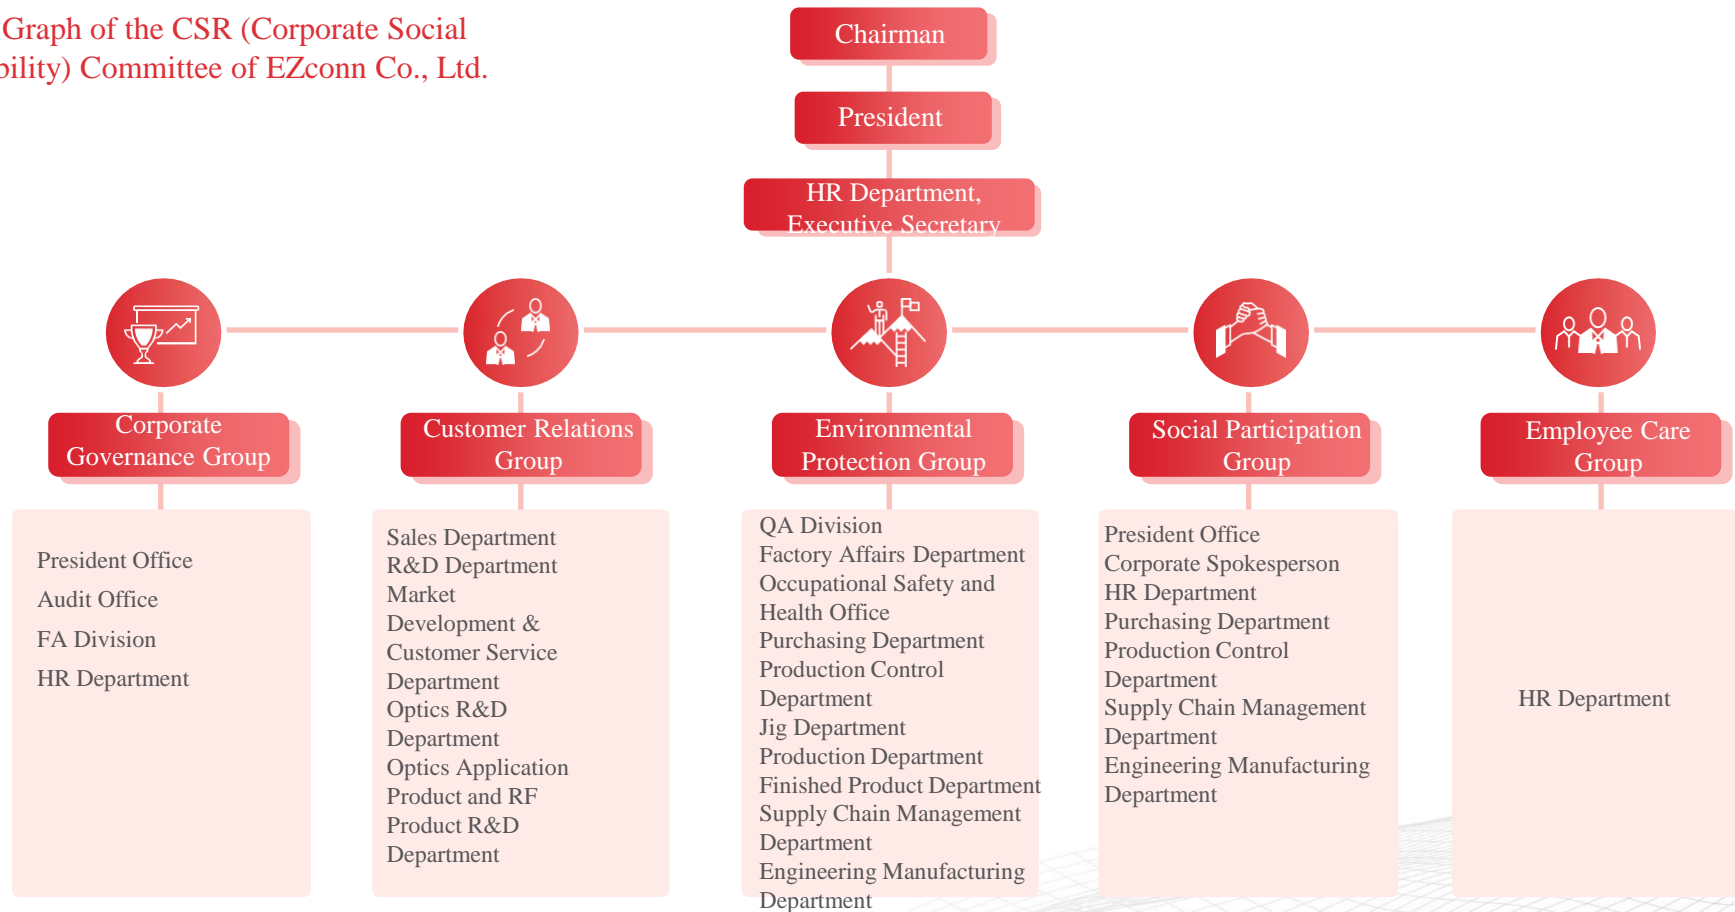 Graph of the CSR (Corporate Social
bility) Committee of EZconn Co., Ltd.
Chairman
President
HR Department,
Executive Secretary
Corporate
Governance Group
Customer Relations
Group
Environmental
Protection Group
Social Participation
Group
Employee Care
Group
President Office
Audit Office
FA Division
HR Department
Sales Department
R&D Department
Market
Development &
Customer Service
Department
Optics R&D
Department
Optics Application
Product and RF
Product R&D
Department
QA Division
Factory Affairs Department
Occupational Safety and
Health Office
Purchasing Department
Production Control
Department
Jig Department
Production Department
Finished Product Department
Supply Chain Management
Department
Engineering Manufacturing
Department
President Office
Corporate Spokesperson
HR Department
Purchasing Department
Production Control
Department
Supply Chain Management
Department
Engineering Manufacturing
Department
HR Department